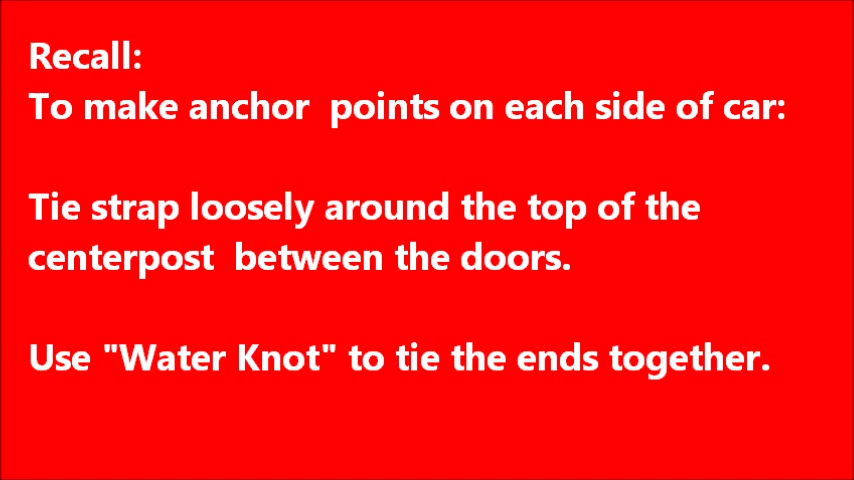 Recall:
To make anchor  points on each side of car:
Tie strap loosely around the top of the
centerpost  between the doors.
Use "Water Knot" to tie the ends together.